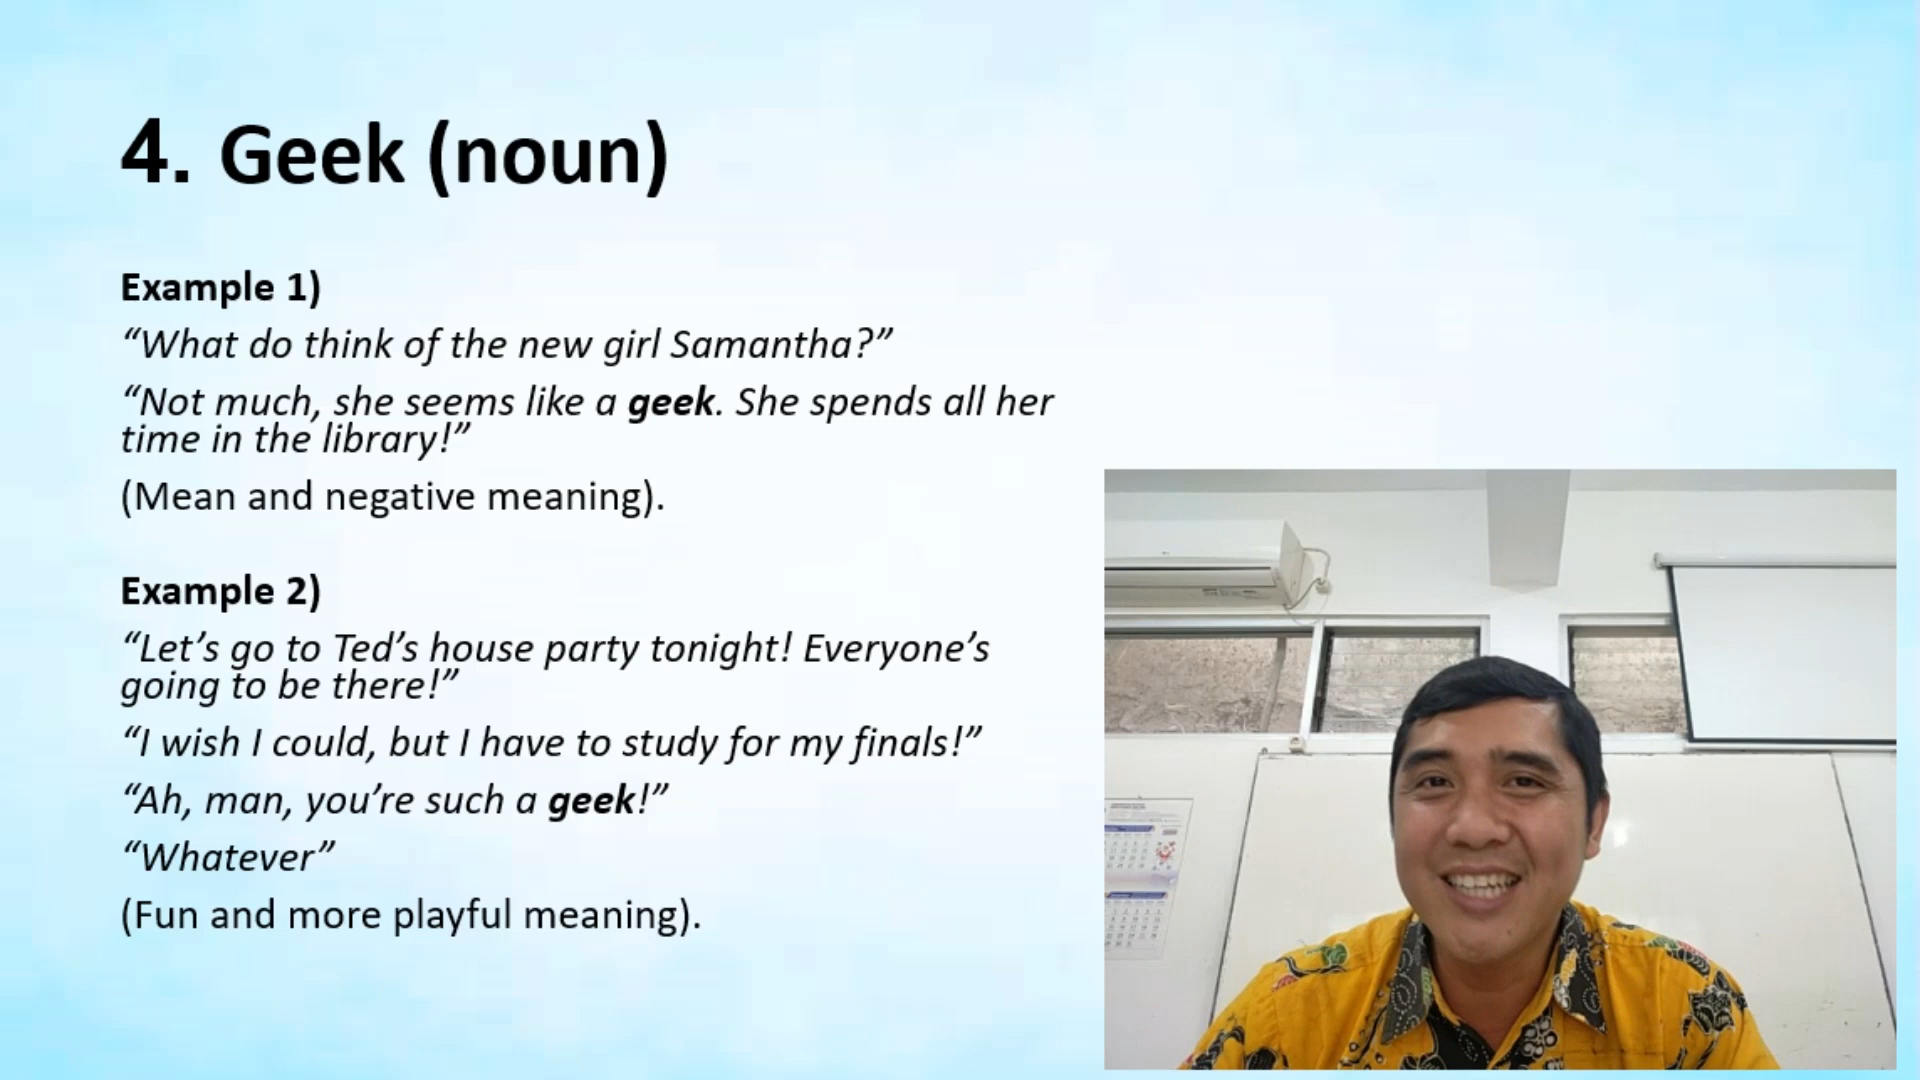 4. Geek (noun)
Example 1)
“What do think of the new girl Samantha?”
“Not much, she seems like a geek. She spends all her
time in the library!”
(Mean and negative meaning).
Example 2)
“Let’s go to Ted’s house party tonight! Everyone’s
going to be there!”
“I wish I could, but I have to study for my finals!”
“Ah, man, you’re such a geek!”
“Whatever”
(Fun and more playful meaning).